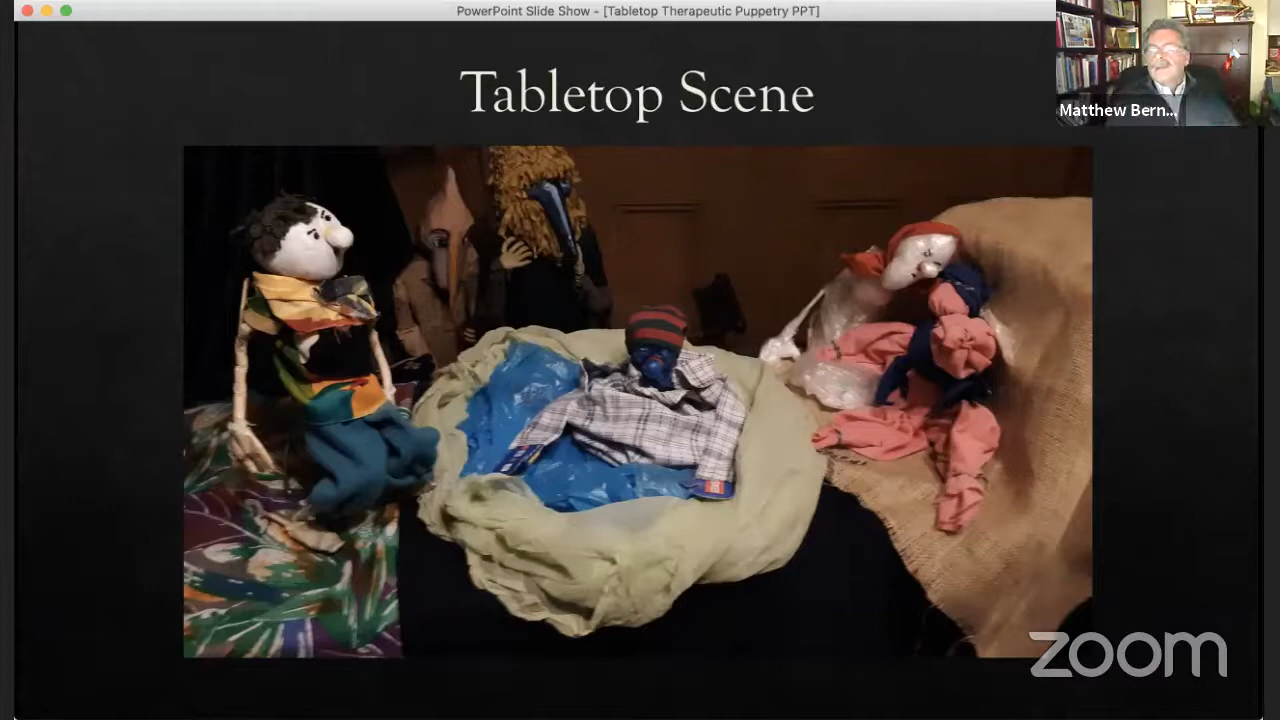 PowerPoint Slide Show - [Tabletop Therapeutic Puppetry PPT]
Tabletop Scene
Matthew Bern...
zoom